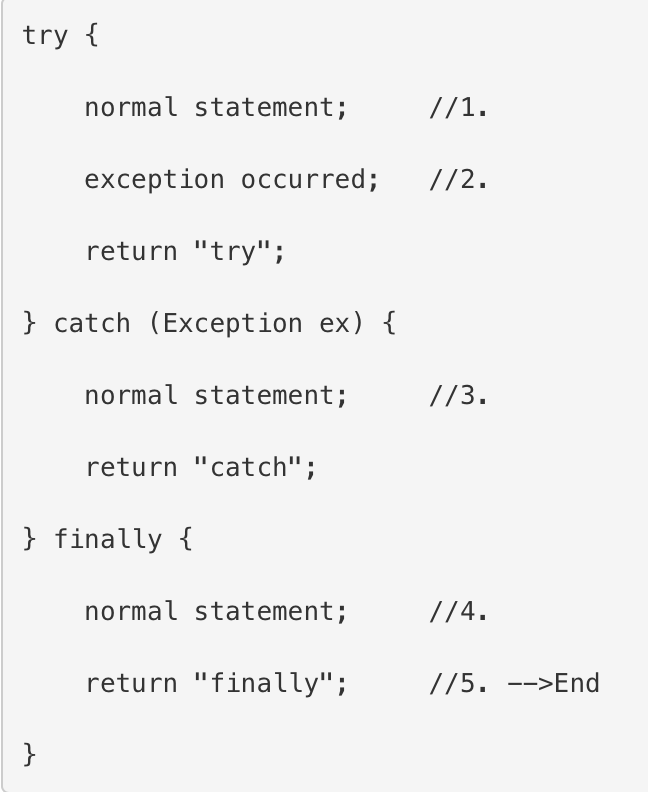 try {
normal statement;     //1.
exception occurred;   //2.
return "try";
} catch (Exception ex) {
normal statement;     //3.
return "catch";
} finally {
normal statement;     //4.
return "finally";     //5. -->End
}